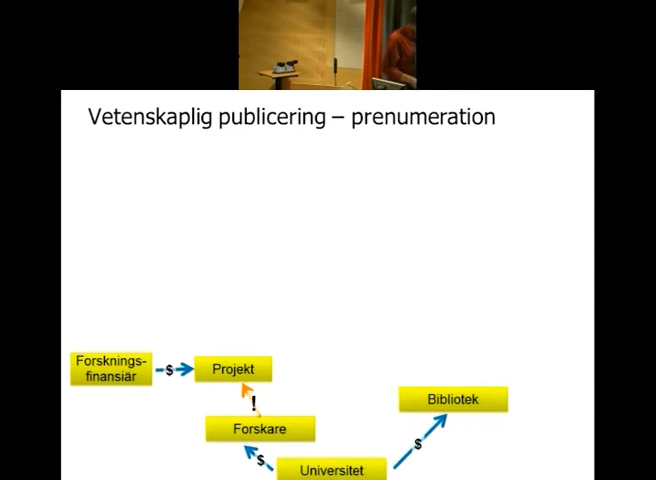 Vetenskaplig publicering – prenumeration
Forsknings-
finansiär
$
Projekt
!
Bibliotek
Forskare
$
$
Universitet